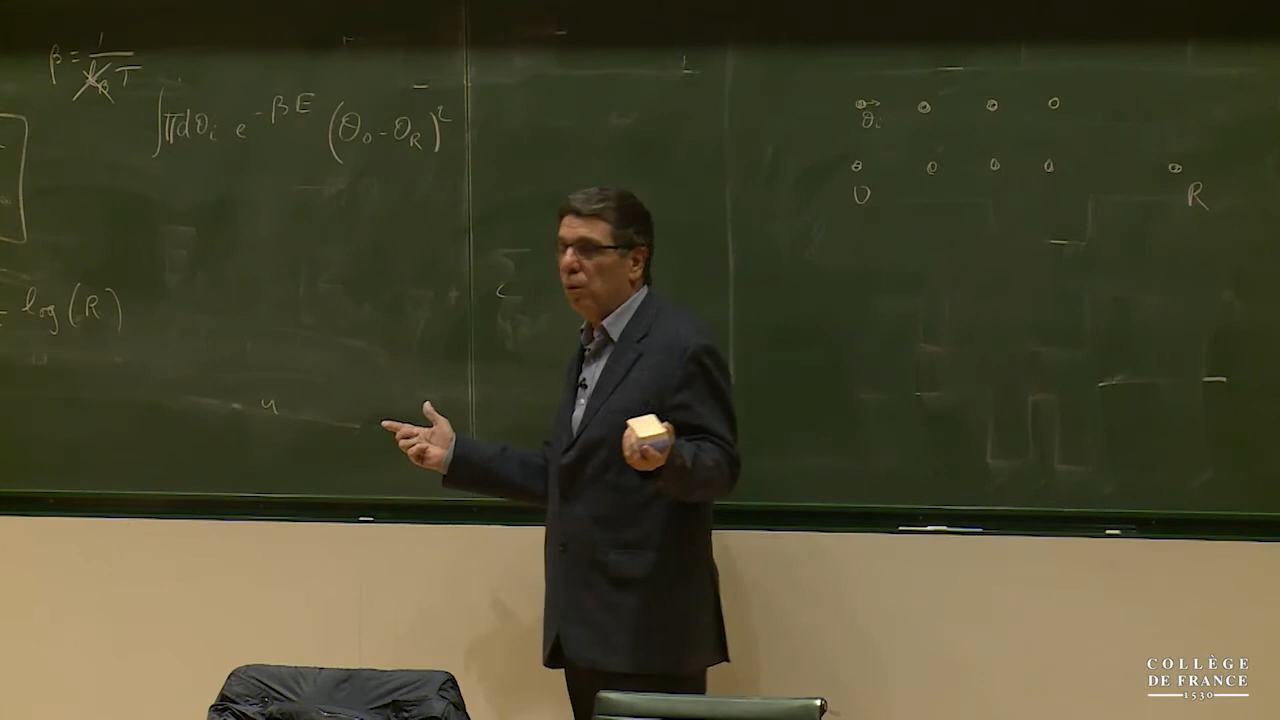 β = 1 / k_B T
∫ Π dθ_i e^{-βE} (θ_0 - θ_R)^2
θ_i
0 R
log(R)
COLLÈGE
DE FRANCE
1530